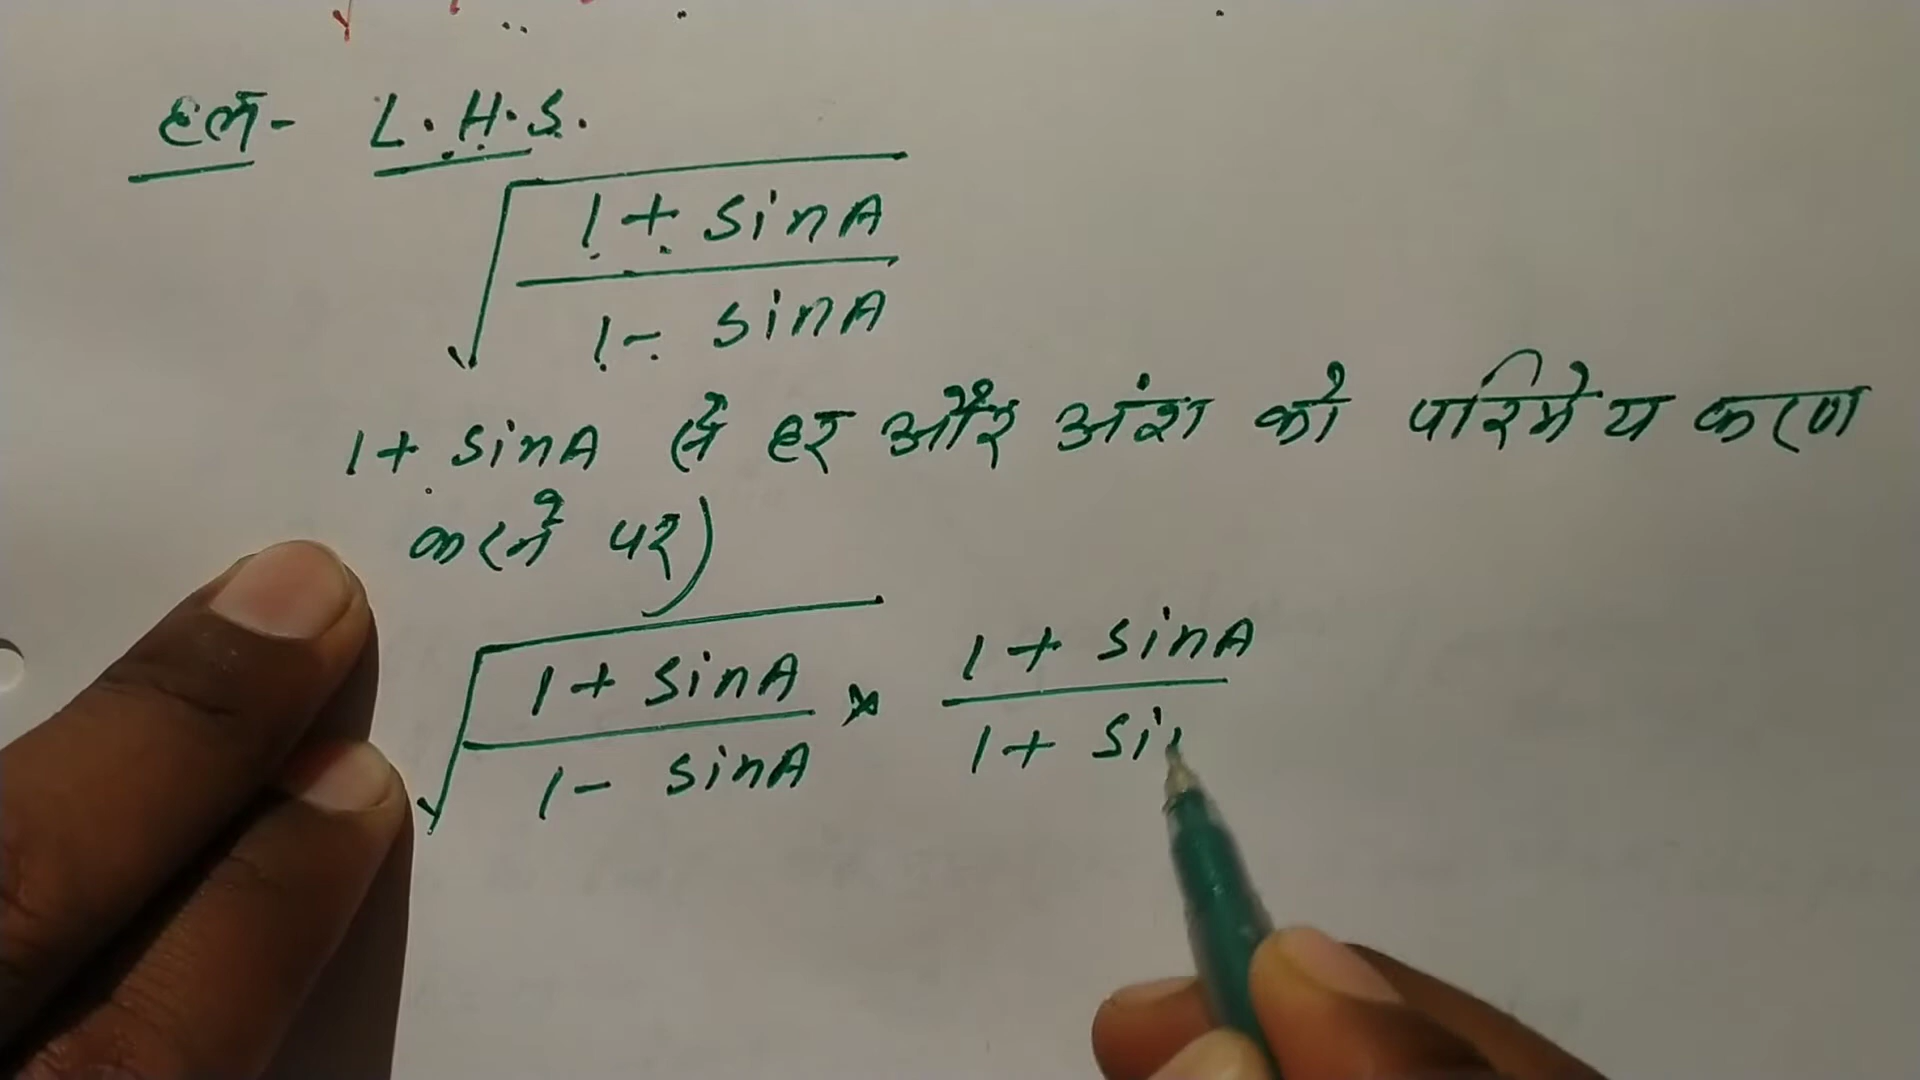 हल- L.H.S.
√(1 + sinA / 1 - sinA)
1 + sinA से हर और अंश को परिमेय करण
करने पर)
√(1 + sinA / 1 - sinA) × 1 + sinA / 1 + sin